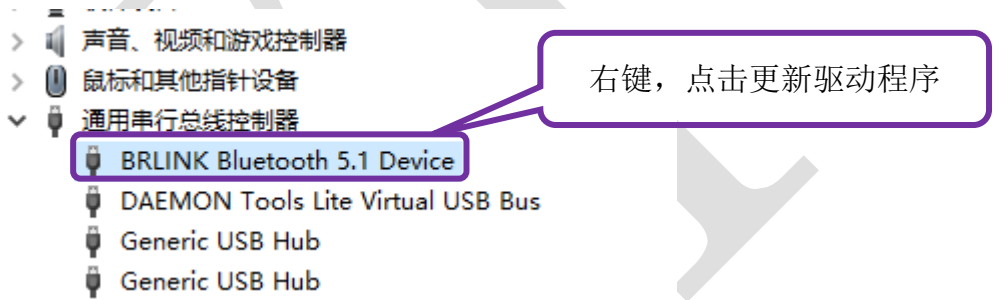 声音、视频和游戏控制器
鼠标和其他指针设备
右键，点击更新驱动程序
通用串行总线控制器
BRLINK Bluetooth 5.1 Device
DAEMON Tools Lite Virtual USB Bus
Generic USB Hub
Generic USB Hub